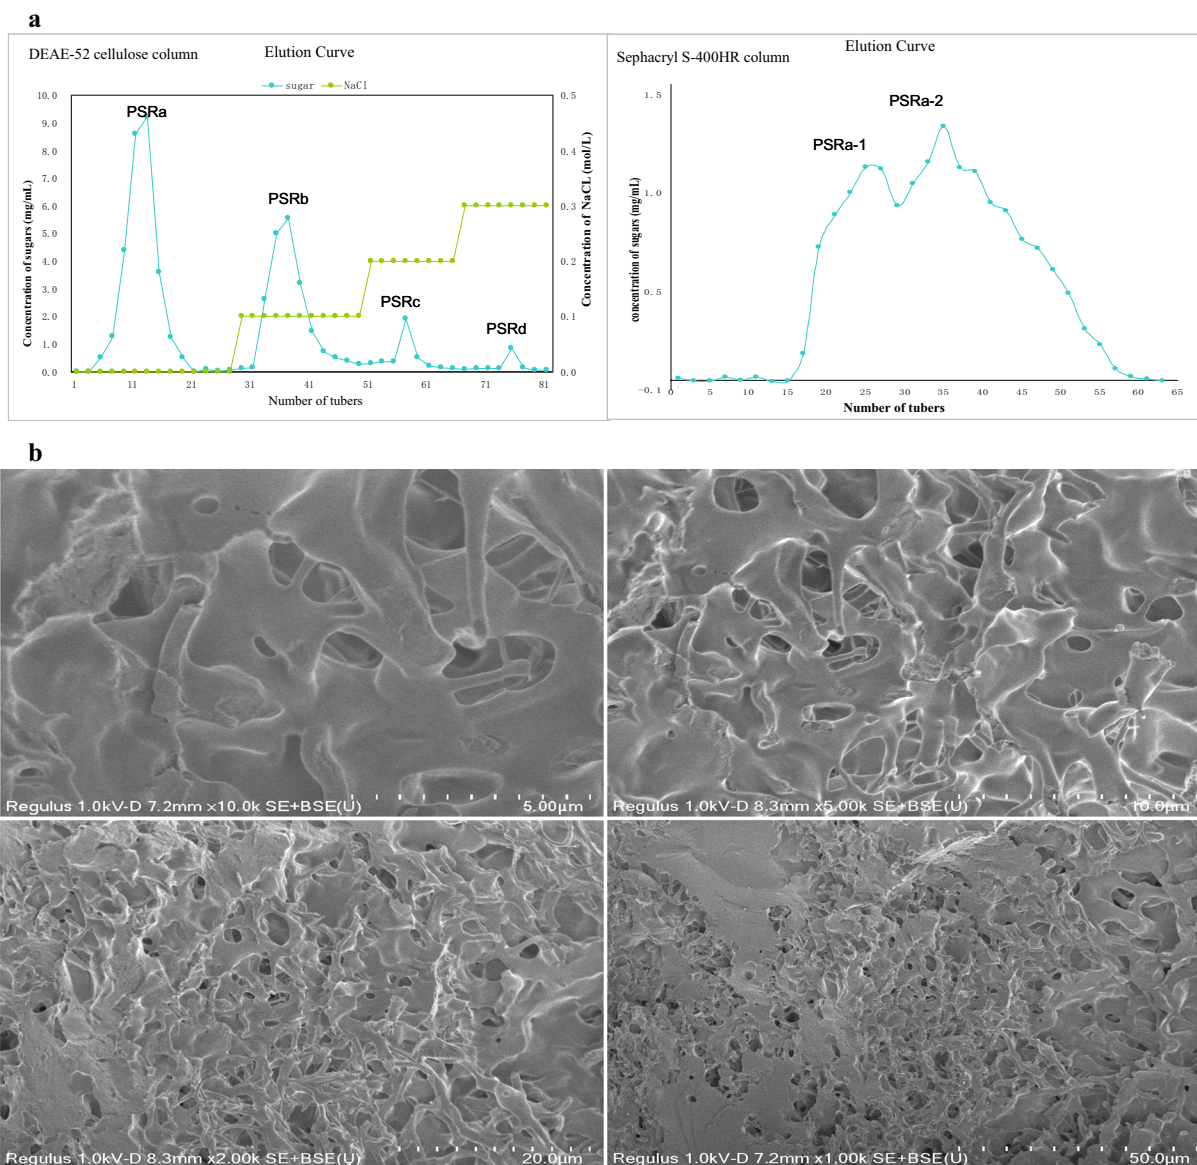 a
DEAE-52 cellulose column
Elution Curve
sugar
NaCl
PSRa
PSRb
PSRc
PSRd
Concentration of sugars (mg/mL)
10.0
9.0
8.0
7.0
6.0
5.0
4.0
3.0
2.0
1.0
0.0
Concentration of NaCL (mol/L)
0.5
0.4
0.3
0.2
0.1
0.0
1 11 21 31 41 51 61 71 81
Number of tubers
Elution Curve
Sephacryl S-400HR column
PSRa-1
PSRa-2
concentration of sugars (mg/mL)
1.5
1.0
0.5
-0.1
0 5 10 15 20 25 30 35 40 45 50 55 60 65
Number of tubers
b
Regulus 1.0kV-D 7.2mm x10.0k SE+BSE(U) 5.00μm
Regulus 1.0kV-D 8.3mm x5.00k SE+BSE(U) 10.0μm
Regulus 1.0kV-D 8.3mm x2.00k SE+BSE(U) 20.0μm
Regulus 1.0kV-D 7.2mm x1.00k SE+BSE(U) 50.0μm